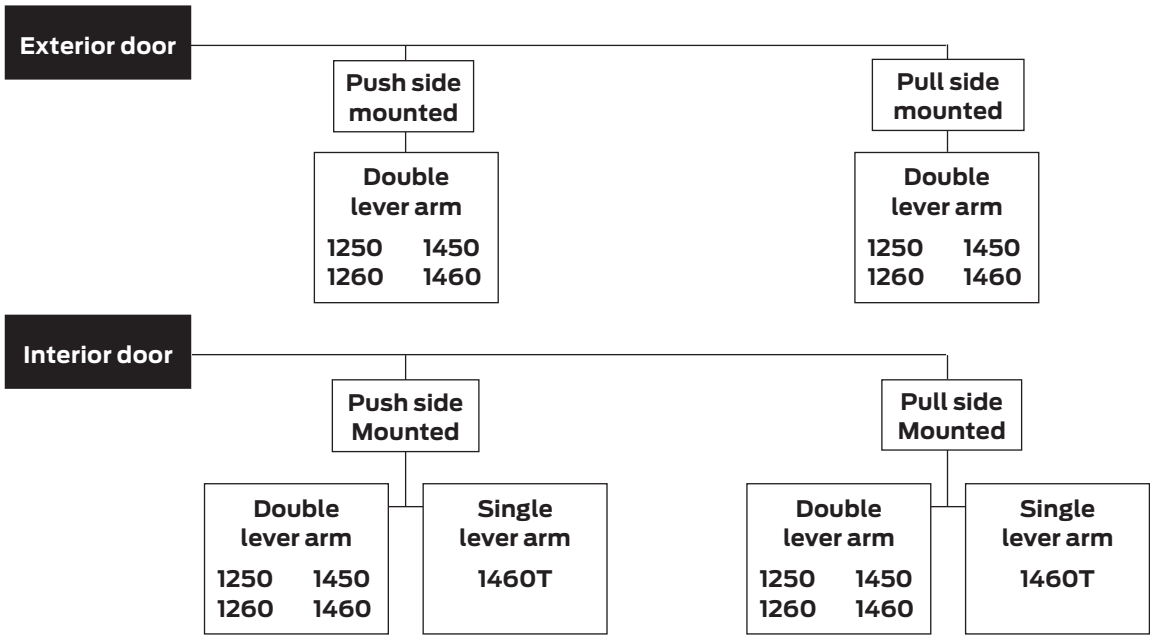 Exterior door
Push side
mounted
Pull side
mounted
Double
lever arm
1250 1450
1260 1460
Double
lever arm
1250 1450
1260 1460
Interior door
Push side
Mounted
Pull side
Mounted
Double
lever arm
1250 1450
1260 1460
Single
lever arm
1460T
Double
lever arm
1250 1450
1260 1460
Single
lever arm
1460T